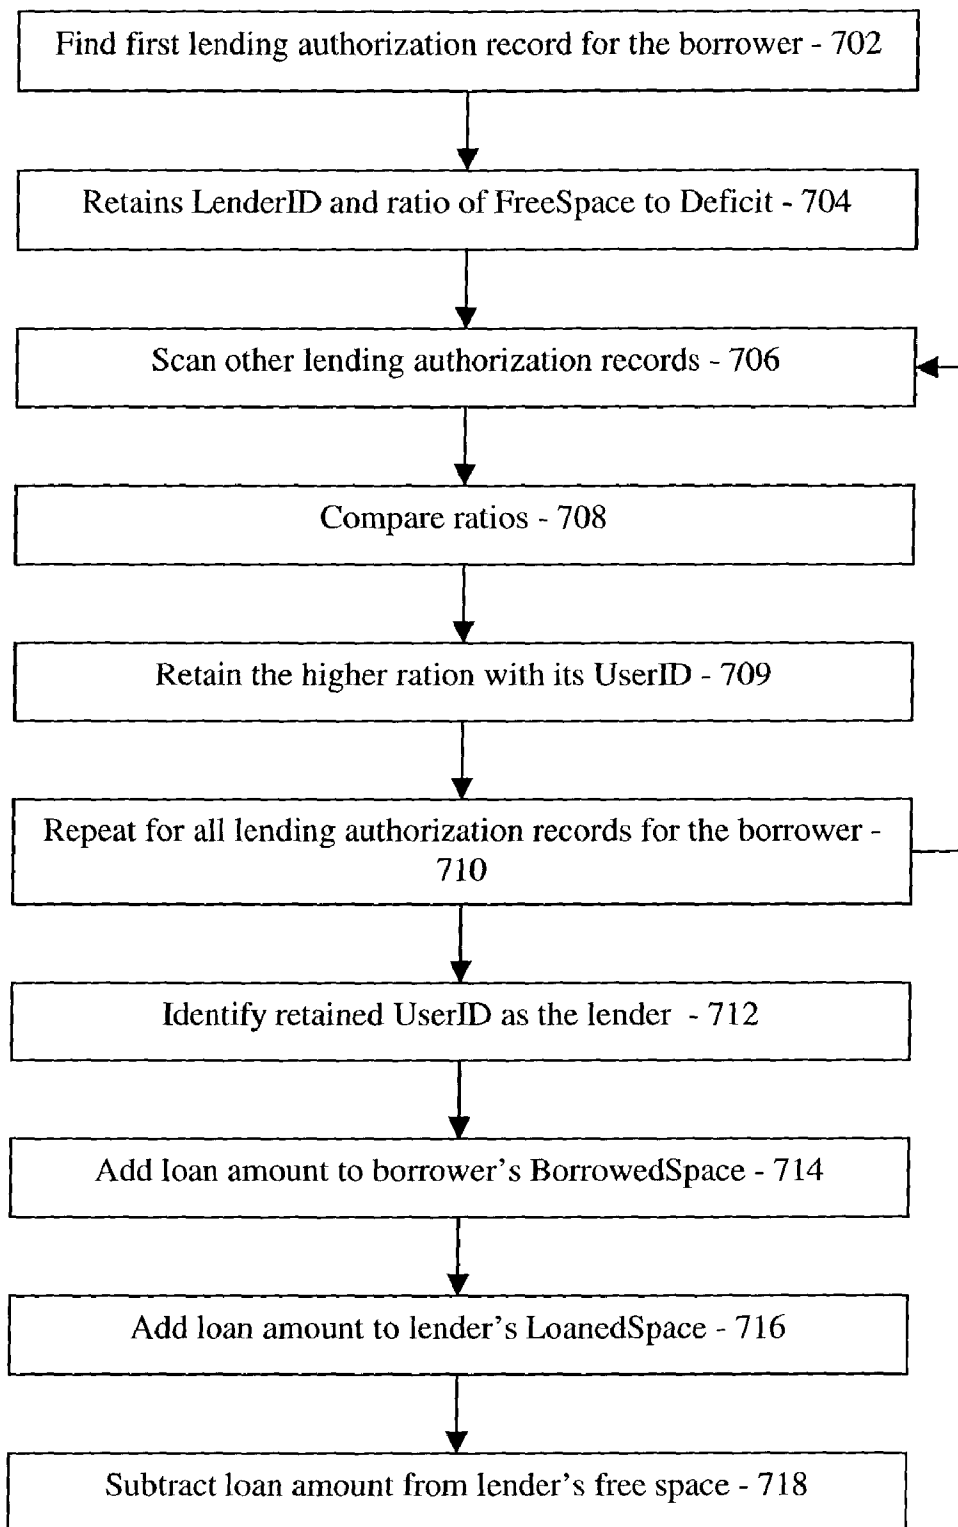 Find first lending authorization record for the borrower - 702
Retains LenderID and ratio of FreeSpace to Deficit - 704
Scan other lending authorization records - 706
Compare ratios - 708
Retain the higher ration with its UserID - 709
Repeat for all lending authorization records for the borrower -
710
Identify retained UserID as the lender - 712
Add loan amount to borrower's BorrowedSpace - 714
Add loan amount to lender's LoanedSpace - 716
Subtract loan amount from lender's free space - 718